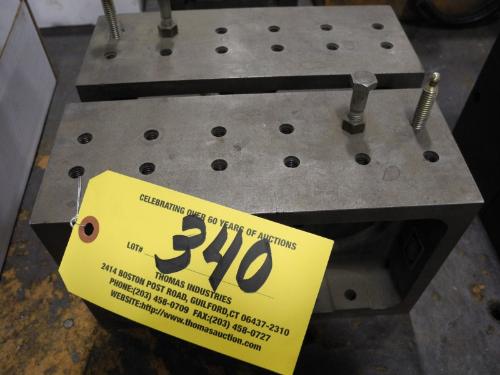 CELEBRATING OVER 60 YEARS OF AUCTIONS
LOT# 340
THOMAS INDUSTRIES
2414 BOSTON POST ROAD, GUILFORD,CT 06437-2310
PHONE:(203) 458-0709 FAX:(203) 458-0727
WEBSITE:http://www.thomasauction.com